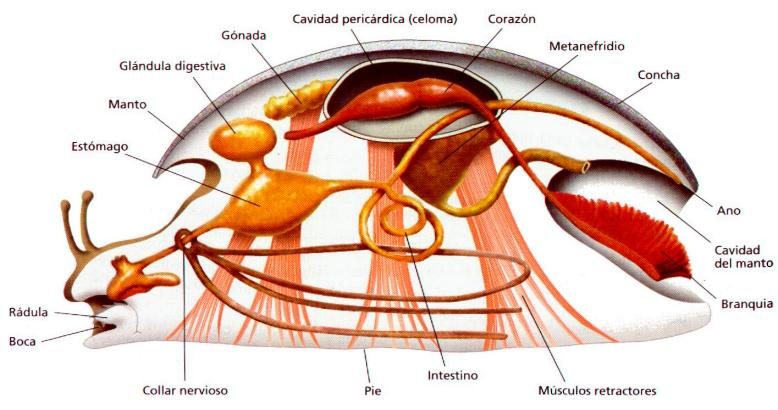 Cavidad pericárdica (celoma)
Corazón
Gónada
Metanefridio
Glándula digestiva
Concha
Manto
Estómago
Ano
Cavidad
del manto
Rádula
Branquia
Boca
Intestino
Collar nervioso
Pie
Músculos retractores